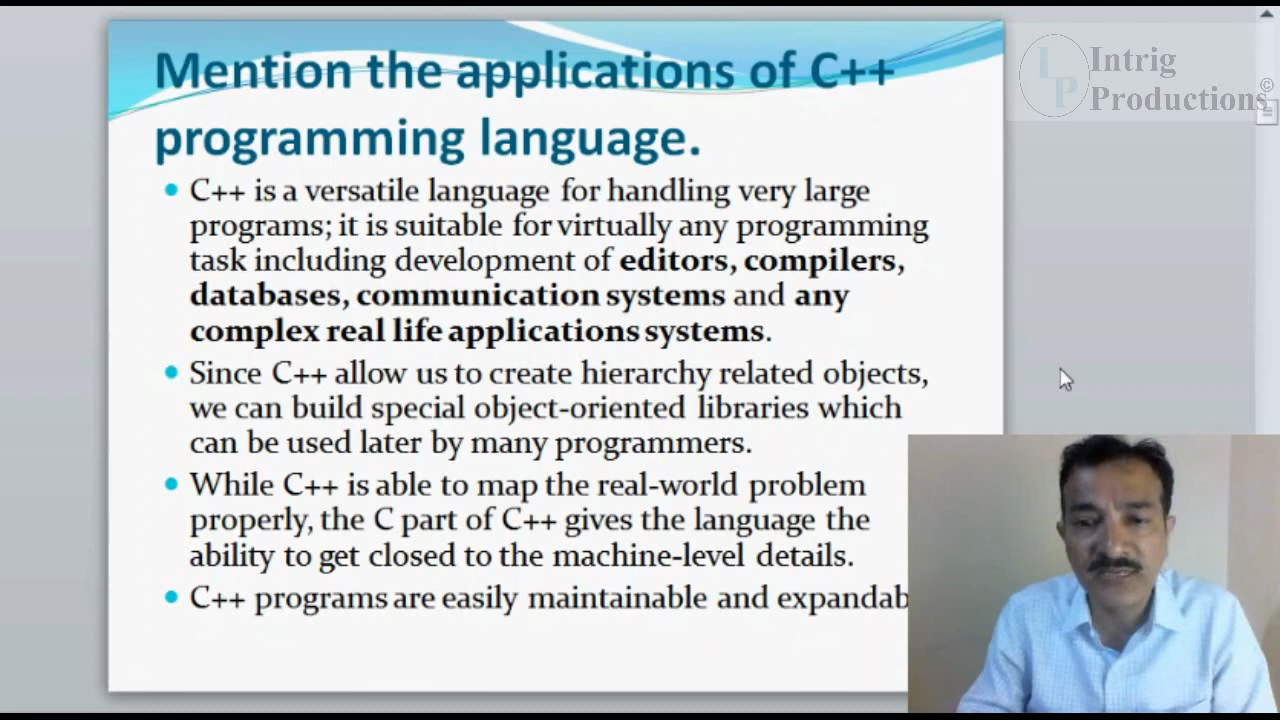 Mention the applications of C++
programming language.
C++ is a versatile language for handling very large
programs; it is suitable for virtually any programming
task including development of editors, compilers,
databases, communication systems and any
complex real life applications systems.
Since C++ allow us to create hierarchy related objects,
we can build special object-oriented libraries which
can be used later by many programmers.
While C++ is able to map the real-world problem
properly, the C part of C++ gives the language the
ability to get closed to the machine-level details.
C++ programs are easily maintainable and expandab
LP
Intrig
Productions
©